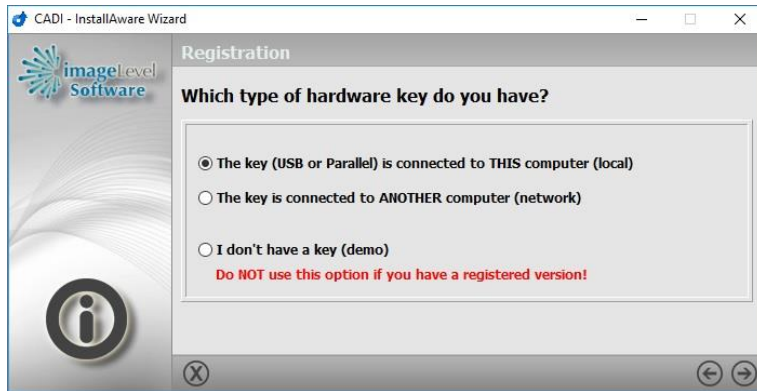 CADI - InstallAware Wizard
imageLevel
Software
Registration
Which type of hardware key do you have?
The key (USB or Parallel) is connected to THIS computer (local)
The key is connected to ANOTHER computer (network)
I don't have a key (demo)
Do NOT use this option if you have a registered version!